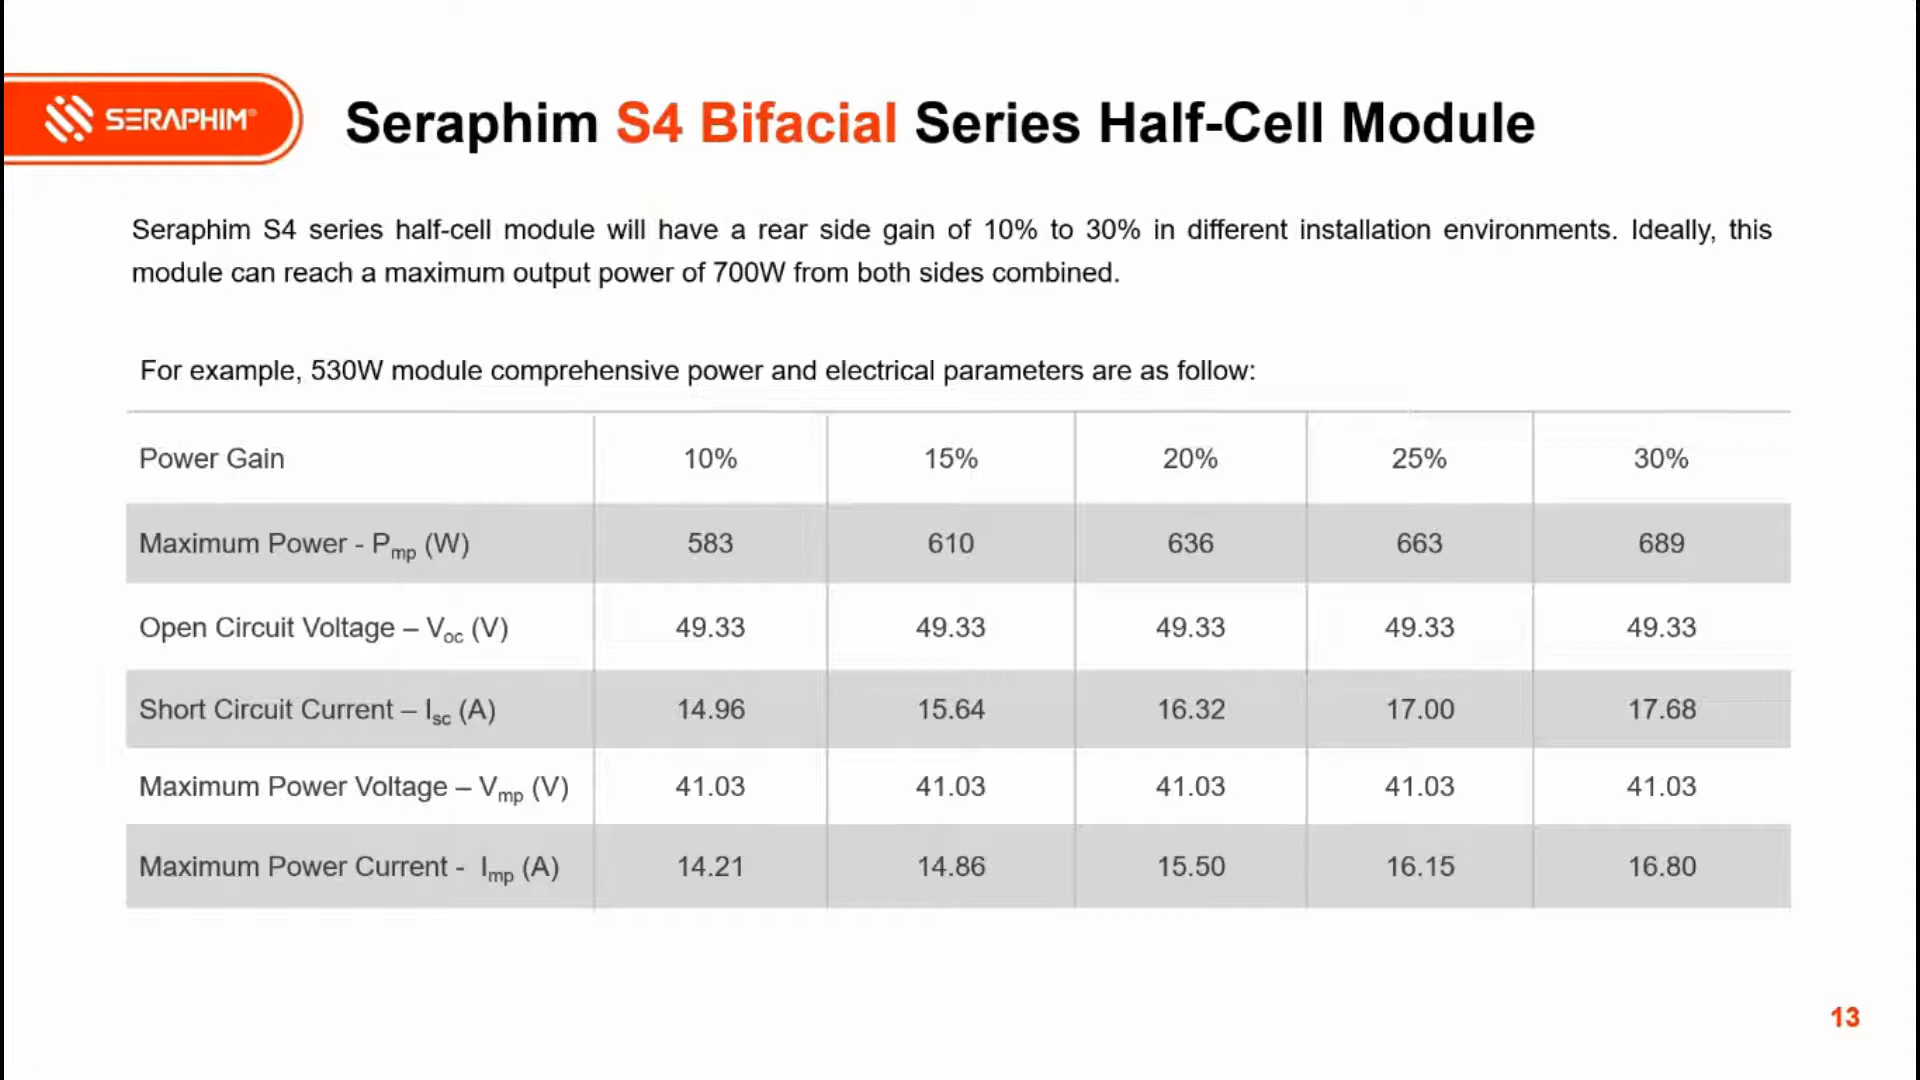 SERAPHIM®
Seraphim S4 Bifacial Series Half-Cell Module
Seraphim S4 series half-cell module will have a rear side gain of 10% to 30% in different installation environments. Ideally, this
module can reach a maximum output power of 700W from both sides combined.
For example, 530W module comprehensive power and electrical parameters are as follow:
Power Gain 10% 15% 20% 25% 30%
Maximum Power - Pmp (W) 583 610 636 663 689
Open Circuit Voltage – Voc (V) 49.33 49.33 49.33 49.33 49.33
Short Circuit Current – Isc (A) 14.96 15.64 16.32 17.00 17.68
Maximum Power Voltage – Vmp (V) 41.03 41.03 41.03 41.03 41.03
Maximum Power Current - Imp (A) 14.21 14.86 15.50 16.15 16.80
13